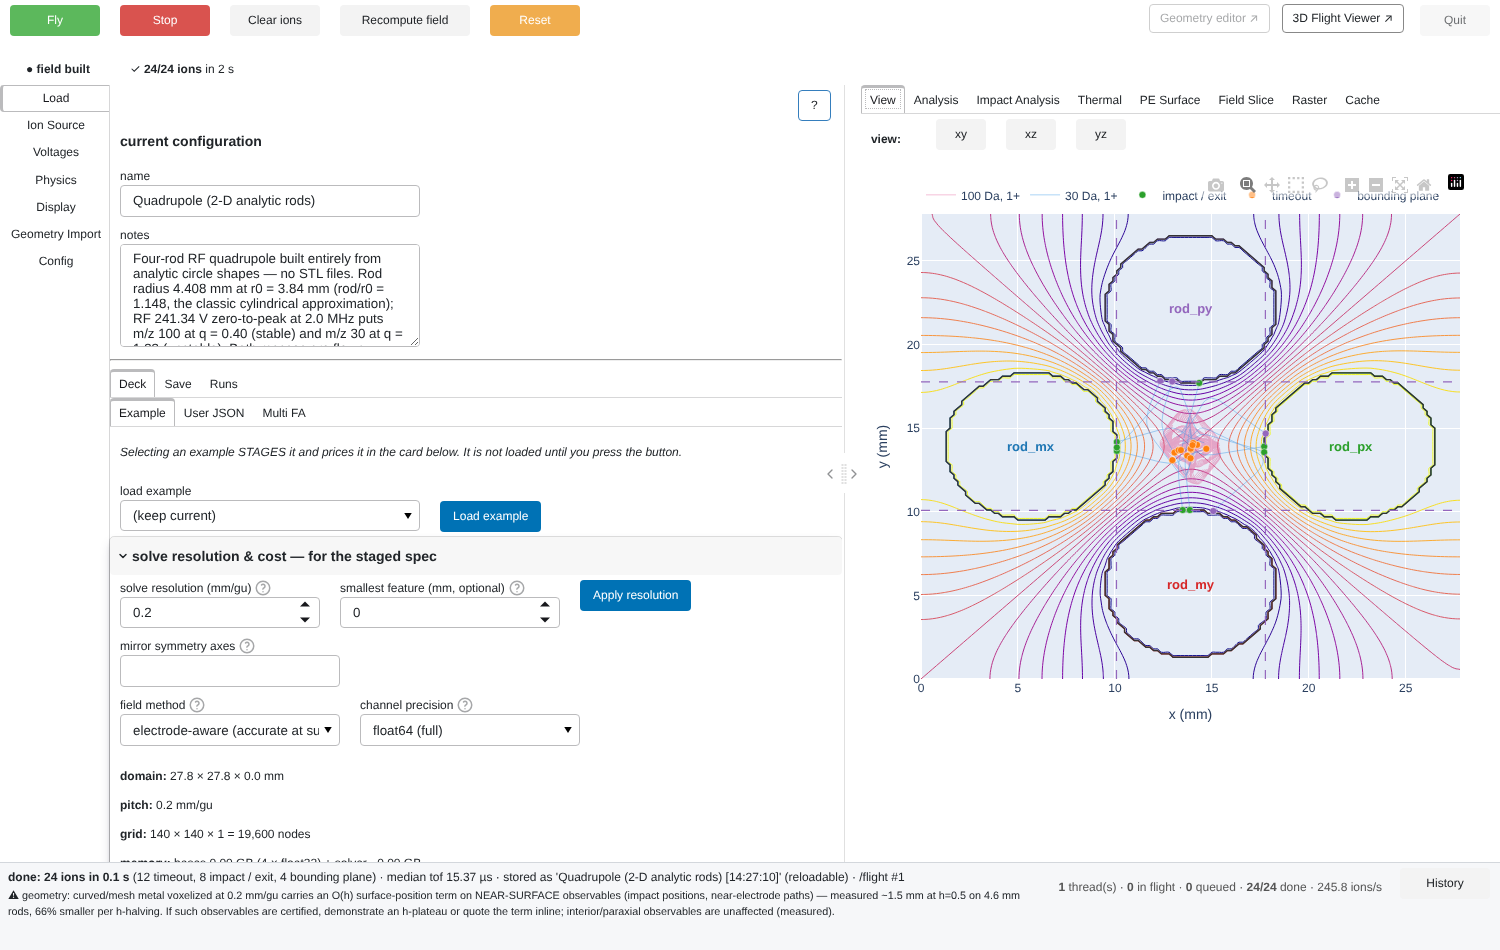 Fly
Stop
Clear ions
Recompute field
Reset
Geometry editor ↗
3D Flight Viewer ↗
Quit
● field built
✓ 24/24 ions in 2 s
Load
Ion Source
Voltages
Physics
Display
Geometry Import
Config
?
current configuration
name
Quadrupole (2-D analytic rods)
notes
Four-rod RF quadrupole built entirely from
analytic circle shapes — no STL files. Rod
radius 4.408 mm at r0 = 3.84 mm (rod/r0 =
1.148, the classic cylindrical approximation);
RF 241.34 V zero-to-peak at 2.0 MHz puts
m/z 100 at q = 0.40 (stable) and m/z 30 at q =
Deck
Save
Runs
Example
User JSON
Multi FA
Selecting an example STAGES it and prices it in the card below. It is not loaded until you press the button.
load example
(keep current)
Load example
solve resolution & cost — for the staged spec
solve resolution (mm/gu) ?
smallest feature (mm, optional) ?
0.2
0
Apply resolution
mirror symmetry axes ?
field method ?
channel precision ?
electrode-aware (accurate at su
float64 (full)
domain: 27.8 × 27.8 × 0.0 mm
pitch: 0.2 mm/gu
grid: 140 × 140 × 1 = 19,600 nodes
View
Analysis
Impact Analysis
Thermal
PE Surface
Field Slice
Raster
Cache
view:
xy
xz
yz
100 Da, 1+
30 Da, 1+
impact / exit
timeout
bounding plane
rod_py
rod_mx
rod_px
rod_my
y (mm)
25
20
15
10
5
0
0
5
10
15
20
25
x (mm)
done: 24 ions in 0.1 s (12 timeout, 8 impact / exit, 4 bounding plane) · median tof 15.37 µs · stored as 'Quadrupole (2-D analytic rods) [14:27:10]' (reloadable) · /flight #1
⚠ geometry: curved/mesh metal voxelized at 0.2 mm/gu carries an O(h) surface-position term on NEAR-SURFACE observables (impact positions, near-electrode paths) — measured ~1.5 mm at h=0.5 on 4.6 mm
rods, 66% smaller per h-halving. If such observables are certified, demonstrate an h-plateau or quote the term inline; interior/paraxial observables are unaffected (measured).
1 thread(s) · 0 in flight · 0 queued · 24/24 done · 245.8 ions/s
History